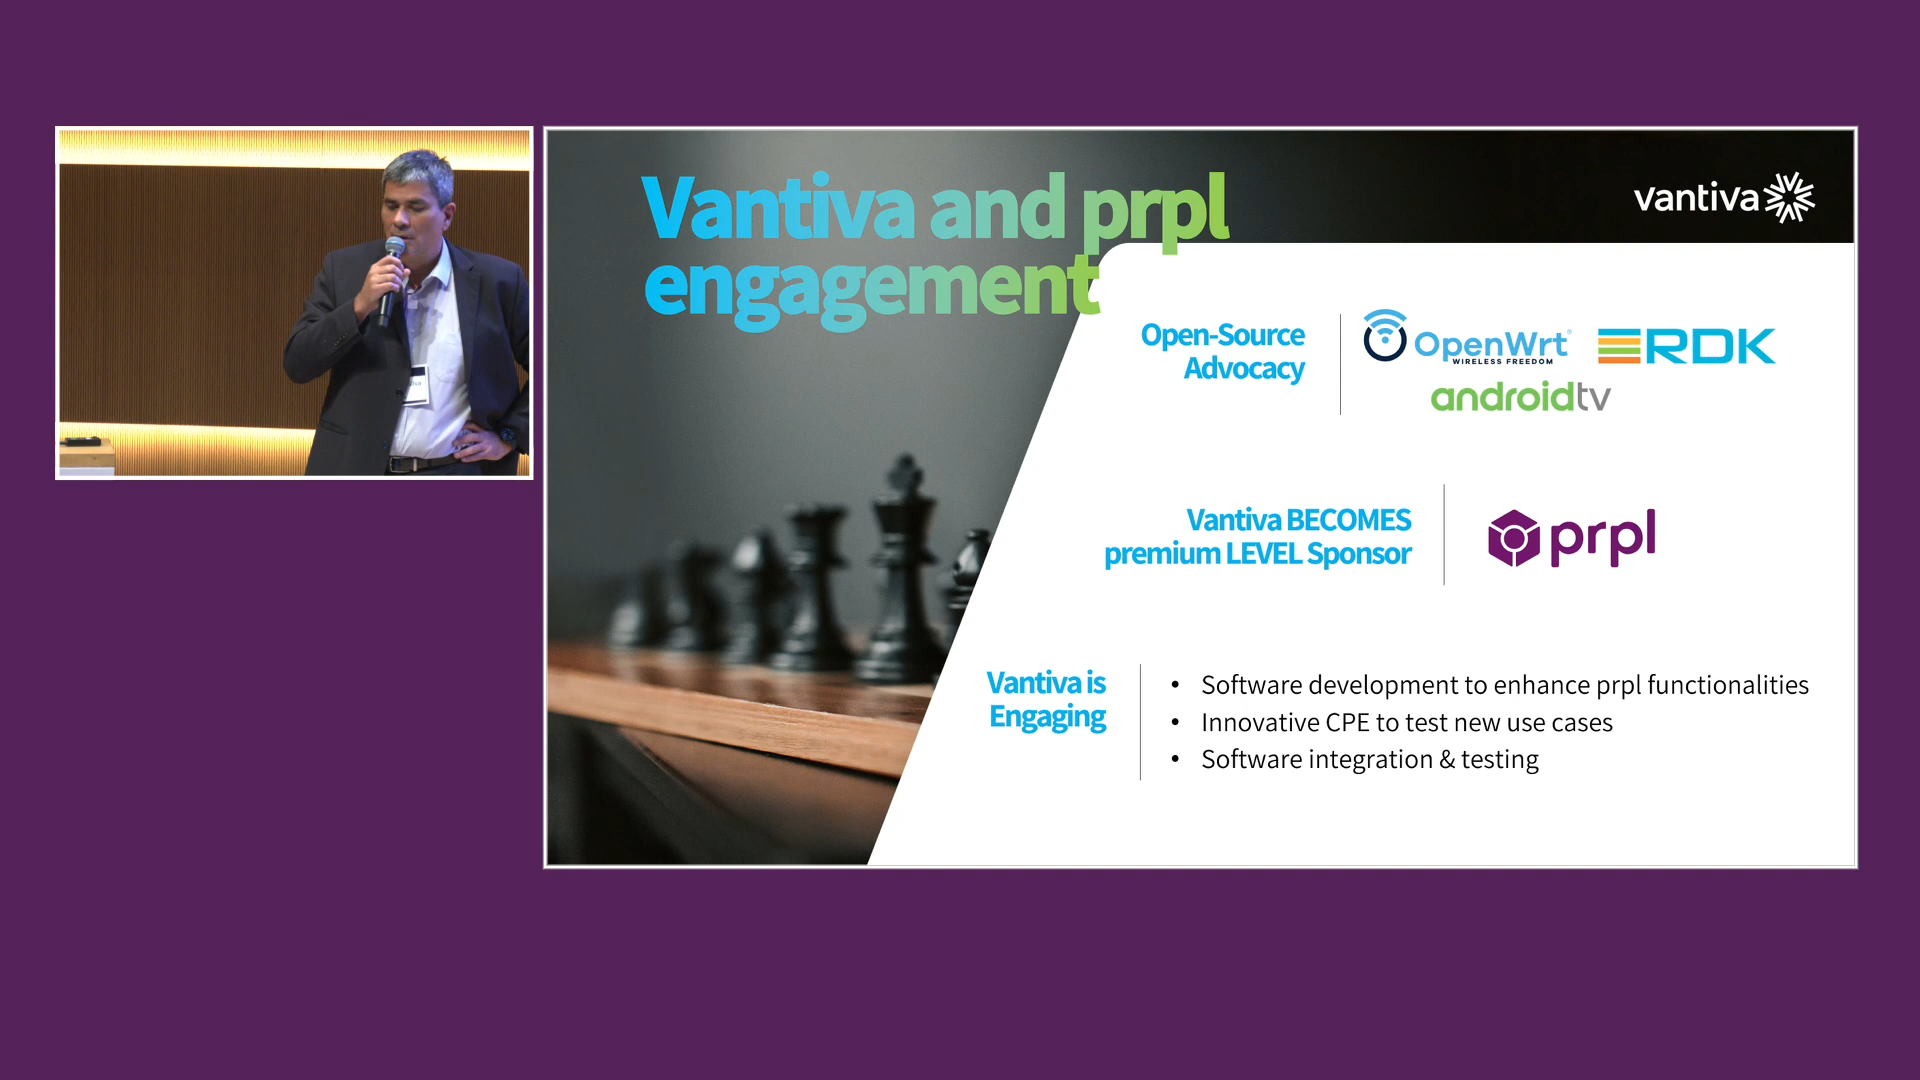 Vantiva and prpl
engagement
vantiva
Open-Source
Advocacy
OpenWrt®
WIRELESS FREEDOM
RDK
androidtv
Vantiva BECOMES
premium LEVEL Sponsor
prpl
Vantiva is
Engaging
• Software development to enhance prpl functionalities
• Innovative CPE to test new use cases
• Software integration & testing